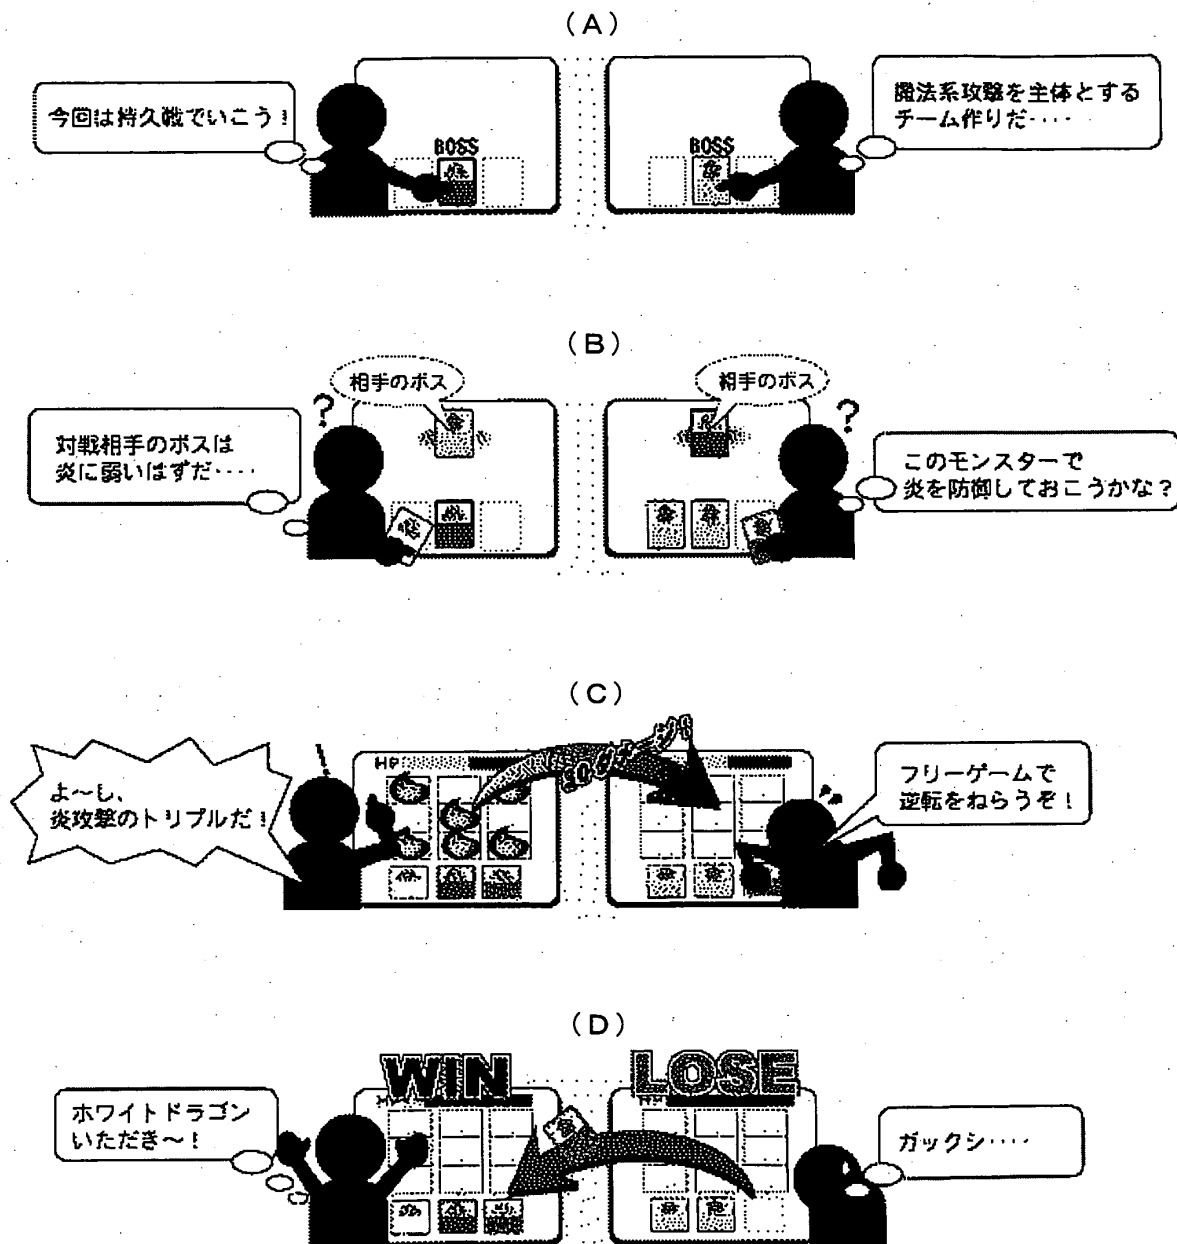 (A)
今回は持久戦でいこう！
BOSS
BOSS
魔法系攻撃を主体とする
チーム作りだ‥‥
(B)
相手のボス
相手のボス
?
?
対戦相手のボスは
炎に弱いはずだ‥‥
このモンスターで
炎を防御しておこうかな？
(C)
よ～し、
炎攻撃のトリプルだ！
HP
フリーゲームで
逆転をねらうぞ！
(D)
WIN
LOSE
ホワイトドラゴン
いただき～！
ガックシ‥‥